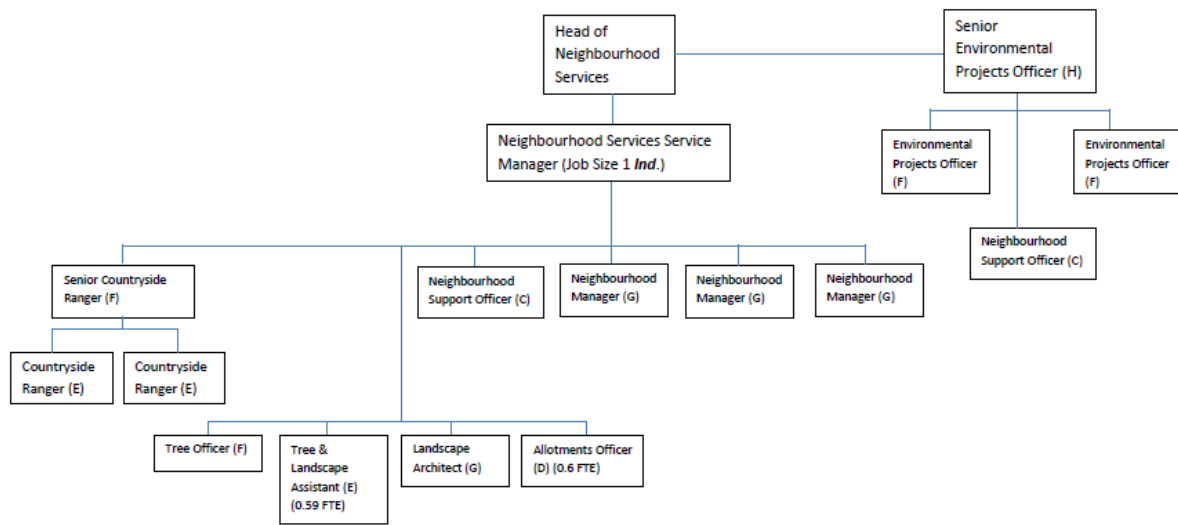 Head of
Neighbourhood
Services
Senior
Environmental
Projects Officer (H)
Neighbourhood Services Service
Manager (Job Size 1 Ind.)
Environmental
Projects Officer
(F)
Environmental
Projects Officer
(F)
Neighbourhood
Support Officer (C)
Senior Countryside
Ranger (F)
Neighbourhood
Support Officer (C)
Neighbourhood
Manager (G)
Neighbourhood
Manager (G)
Neighbourhood
Manager (G)
Countryside
Ranger (E)
Countryside
Ranger (E)
Tree Officer (F)
Tree &
Landscape
Assistant (E)
(0.59 FTE)
Landscape
Architect (G)
Allotments Officer
(D) (0.6 FTE)